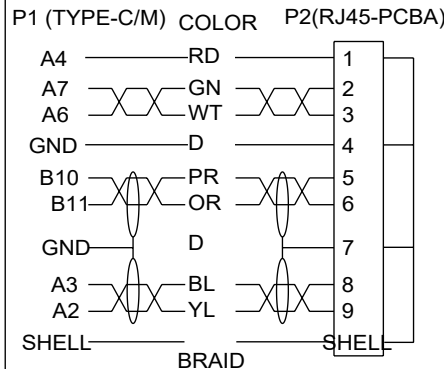 P1 (TYPE-C/M) COLOR P2(RJ45-PCBA)
A4 RD 1
A7 GN 2
A6 WT 3
GND D 4
B10 PR 5
B11 OR 6
GND D 7
A3 BL 8
A2 YL 9
SHELL BRAID SHELL